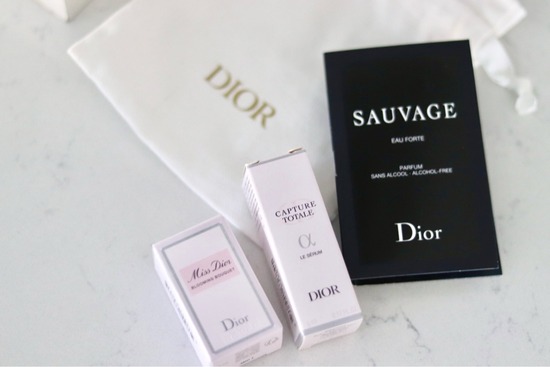 DIOR
SAUVAGE
EAU FORTE
PARFUM
SANS ALCOOL - ALCOHOL-FREE
Dior
CAPTURE
TOTALE
α
LE SÉRUM
DIOR
Miss Dior
BLOOMING BOUQUET
Dior